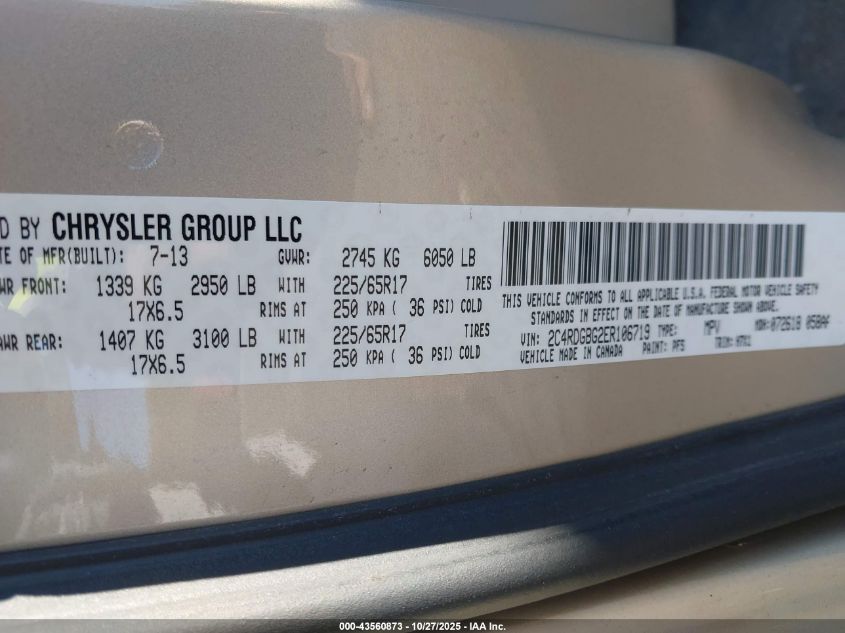 D BY CHRYSLER GROUP LLC
TE OF MFR(BUILT): 7-13 GVWR: 2745 KG 6050 LB
WR FRONT: 1339 KG 2950 LB WITH 225/65R17 TIRES
17X6.5 RIMS AT 250 KPA ( 36 PSI) COLD
AWR REAR: 1407 KG 3100 LB WITH 225/65R17 TIRES
17X6.5 RIMS AT 250 KPA ( 36 PSI) COLD
THIS VEHICLE CONFORMS TO ALL APPLICABLE U.S.A. FEDERAL MOTOR VEHICLE SAFETY
STANDARDS IN EFFECT ON THE DATE OF MANUFACTURE SHOWN ABOVE.
VIN: 2C4RDGBG2ER106719 TYPE: MPV MDH:
VEHICLE MADE IN CANADA PAINT: PFS TRIM:
000-43560873 / 10/27/2025 - IAA Inc.